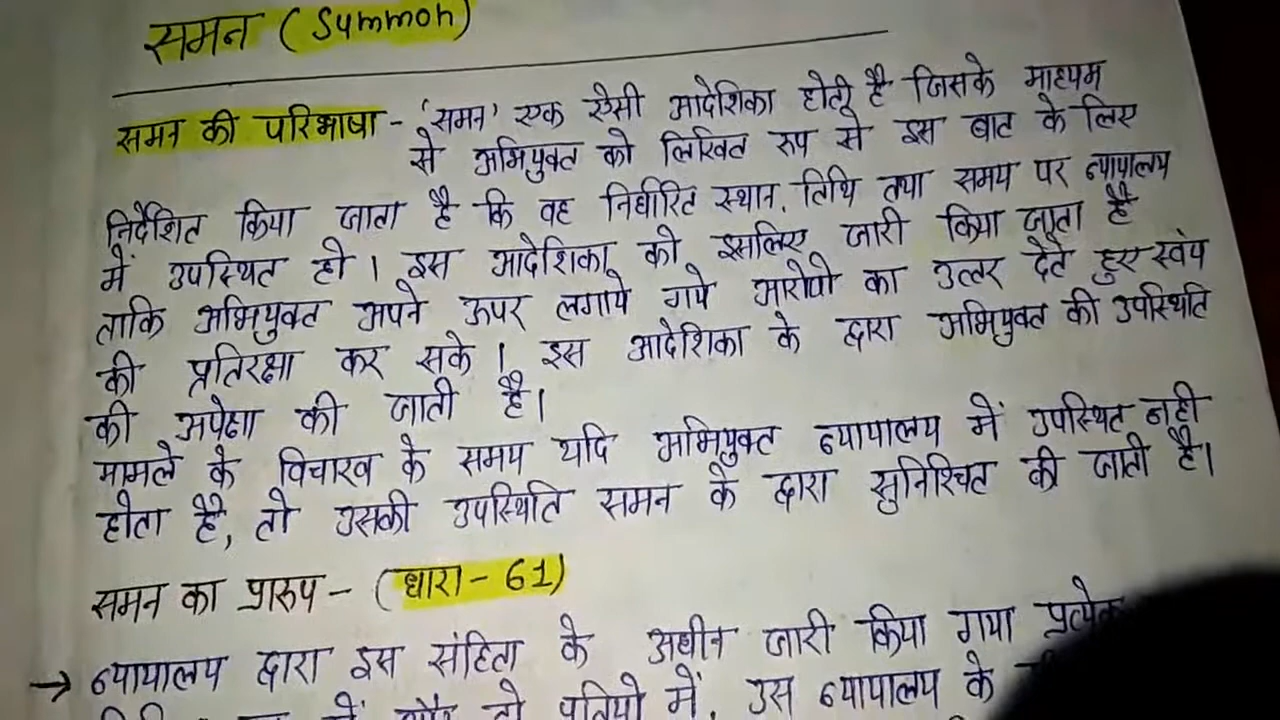 समन (Summon)
समन की परिभाषा - 'समन' एक ऐसी आदेशिका होती है जिसके माध्यम
से अभियुक्त को लिखित रूप से इस बात के लिए
निर्देशित किया जाता है कि वह निर्धारित स्थान, तिथि तथा समय पर न्यायालय
में उपस्थित हो । इस आदेशिका को इसलिए जारी किया जाता है
ताकि अभियुक्त अपने ऊपर लगाये गये आरोपो का उत्तर देते हुए स्वंय
की प्रतिरक्षा कर सके । इस आदेशिका के द्वारा अभियुक्त की उपस्थिति
की अपेक्षा की जाती है।
मामले के विचारव के समय यदि अभियुक्त न्यायालय में उपस्थित नही
होता है, तो उसकी उपस्थिति समन के द्वारा सुनिश्चित की जाती है।
समन का प्रारुप - (धारा - 61)
→ न्यायालय द्वारा इस संहिता के अधीन जारी किया गया प्रत्येक
में और दो प्रतियो में, उस न्यायालय के